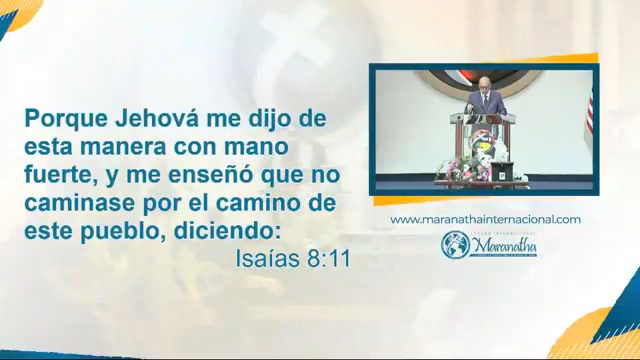 Porque Jehová me dijo de
esta manera con mano
fuerte, y me enseñó que no
caminase por el camino de
este pueblo, diciendo:
Isaías 8:11
www.maranathainternacional.com
Maranatha